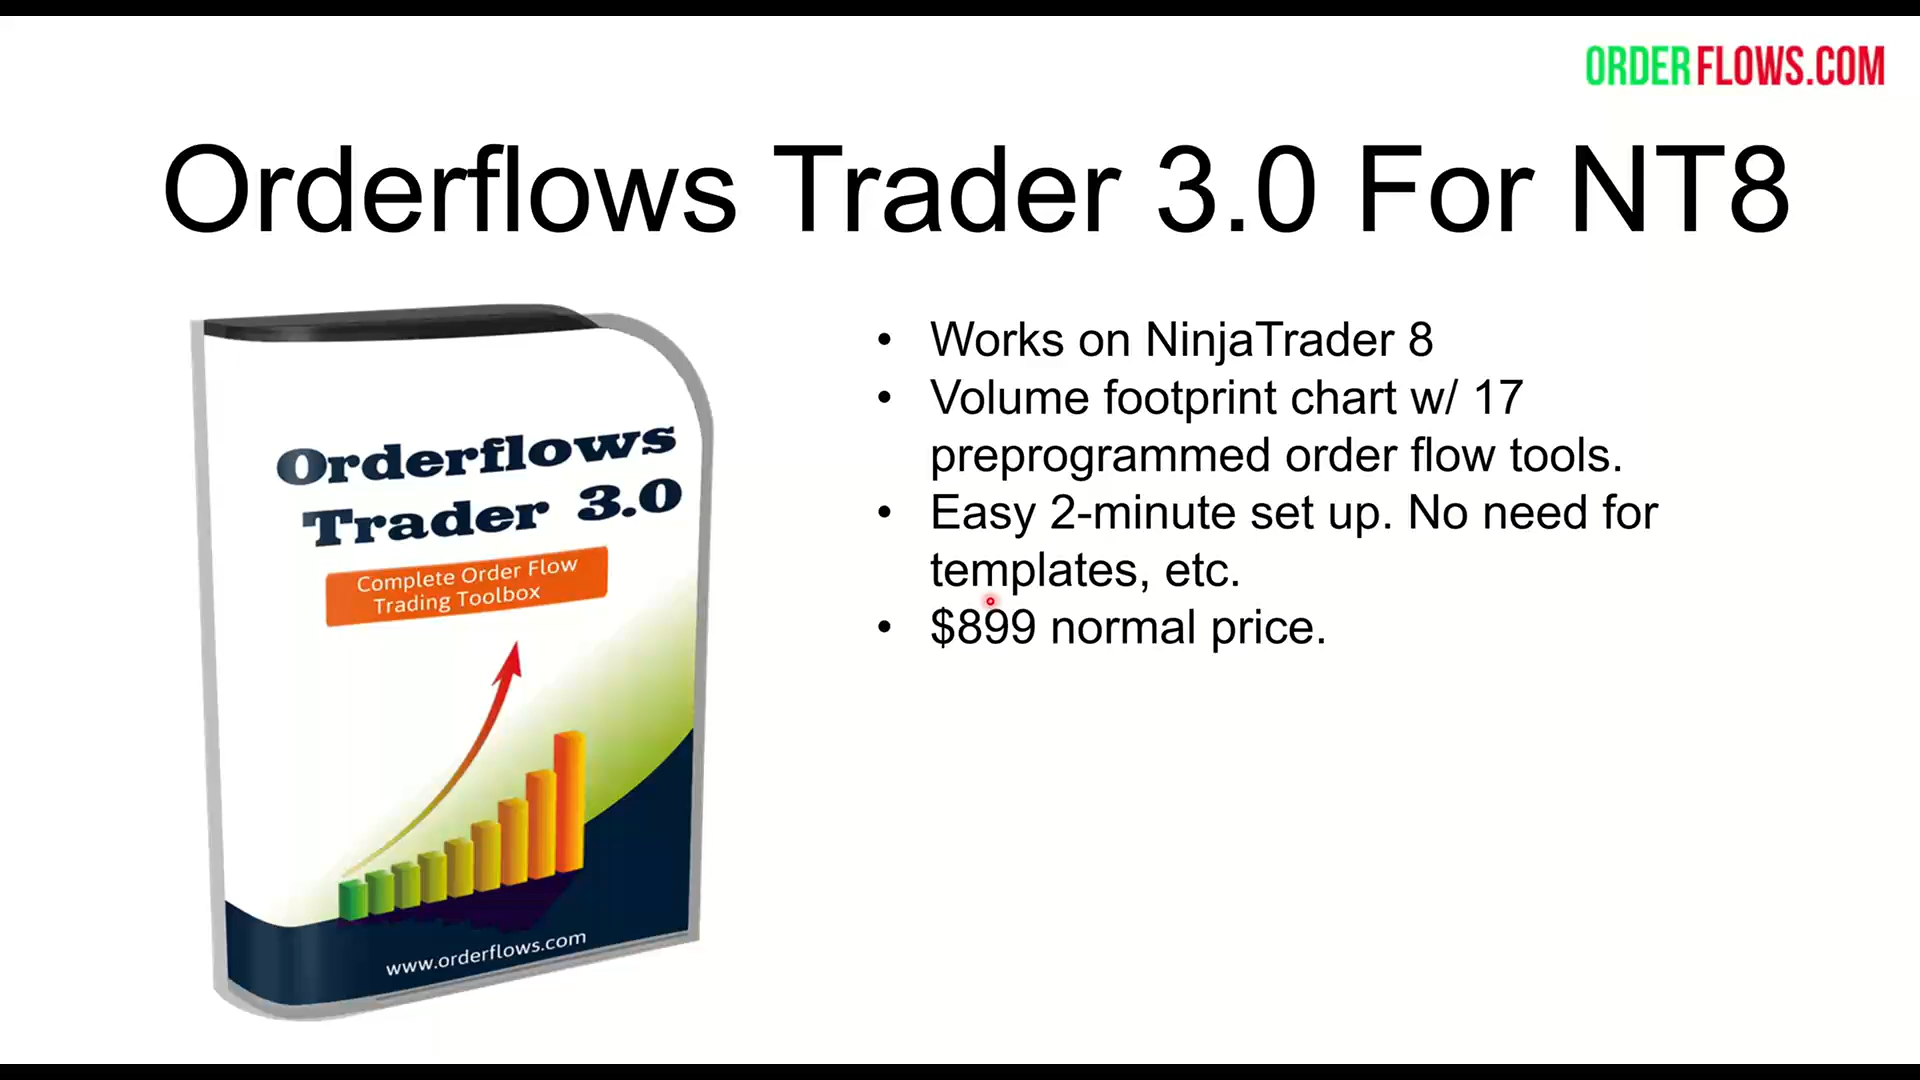 ORDERFLOWS.COM
Orderflows Trader 3.0 For NT8
Orderflows
Trader 3.0
Complete Order Flow
Trading Toolbox
www.orderflows.com
• Works on NinjaTrader 8
• Volume footprint chart w/ 17
preprogrammed order flow tools.
• Easy 2-minute set up. No need for
templates, etc.
• $899 normal price.